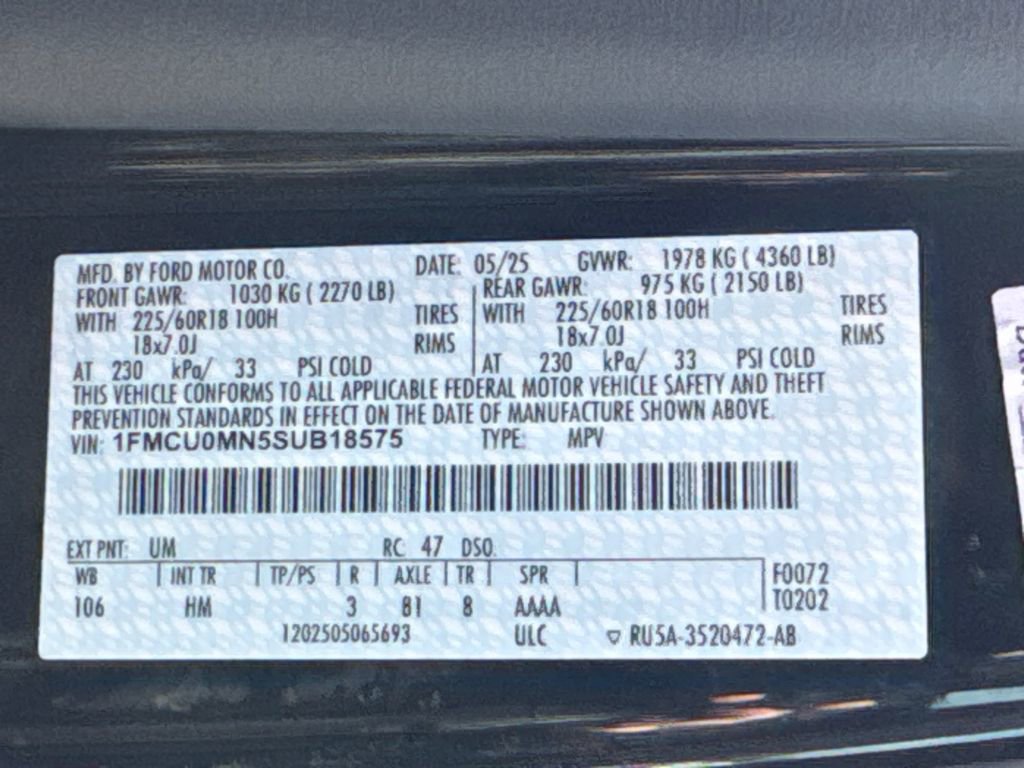 MFD. BY FORD MOTOR CO. DATE: 05/25 GVWR: 1978 KG ( 4360 LB)
FRONT GAWR: 1030 KG ( 2270 LB) REAR GAWR: 975 KG ( 2150 LB)
WITH 225/60R18 100H TIRES WITH 225/60R18 100H TIRES
18x7.0J RIMS 18x7.0J RIMS
AT 230 kPa/ 33 PSI COLD AT 230 kPa/ 33 PSI COLD
THIS VEHICLE CONFORMS TO ALL APPLICABLE FEDERAL MOTOR VEHICLE SAFETY AND THEFT
PREVENTION STANDARDS IN EFFECT ON THE DATE OF MANUFACTURE SHOWN ABOVE.
VIN: 1FMCU0MN5SUB18575 TYPE: MPV
EXT PNT: UM RC: 47 DSO:
WB INT TR TP/PS R AXLE TR SPR F0072
106 HM 3 81 8 AAAA T0202
1202505065693 ULC ▽ RU5A-3520472-AB